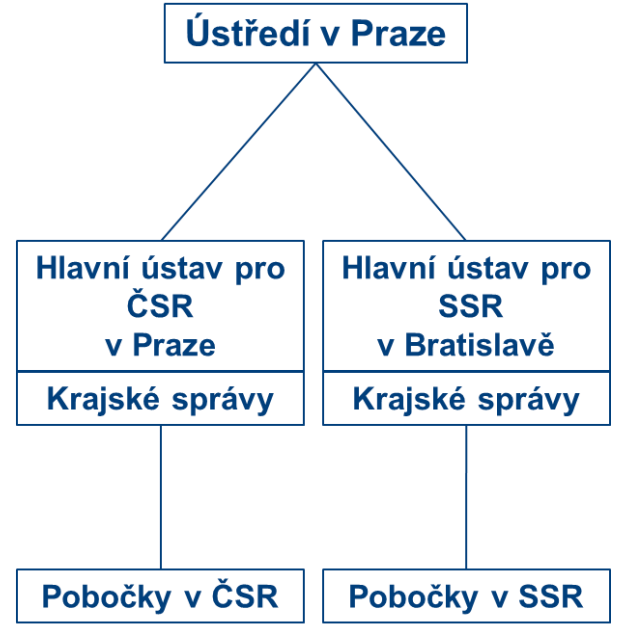 Ústředí v Praze
Hlavní ústav pro
ČSR
v Praze
Krajské správy
Hlavní ústav pro
SSR
v Bratislavě
Krajské správy
Pobočky v ČSR
Pobočky v SSR